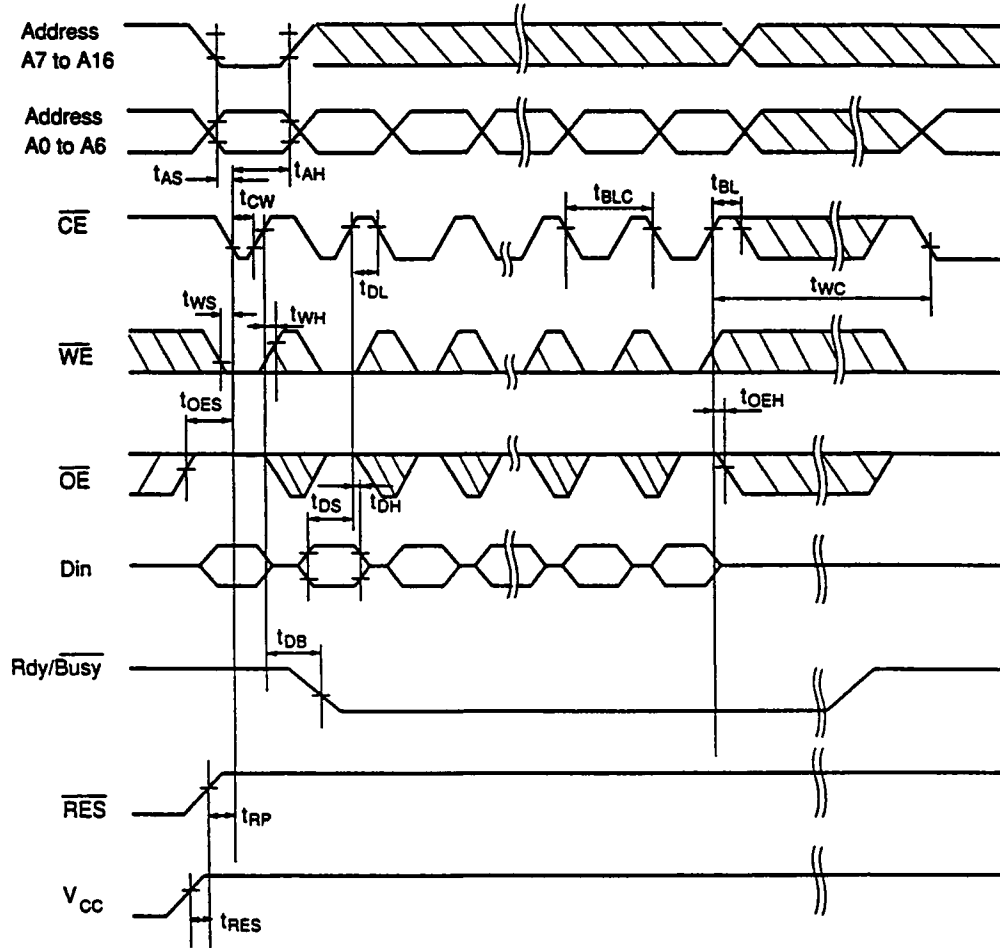 Address
A7 to A16
Address
A0 to A6
tAS
tAH
tCW
tBLC
tBL
CE
tDL
tWC
tWS
tWH
WE
tOES
tOEH
OE
tDS
tDH
Din
tDB
Rdy/Busy
RES
tRP
VCC
tRES